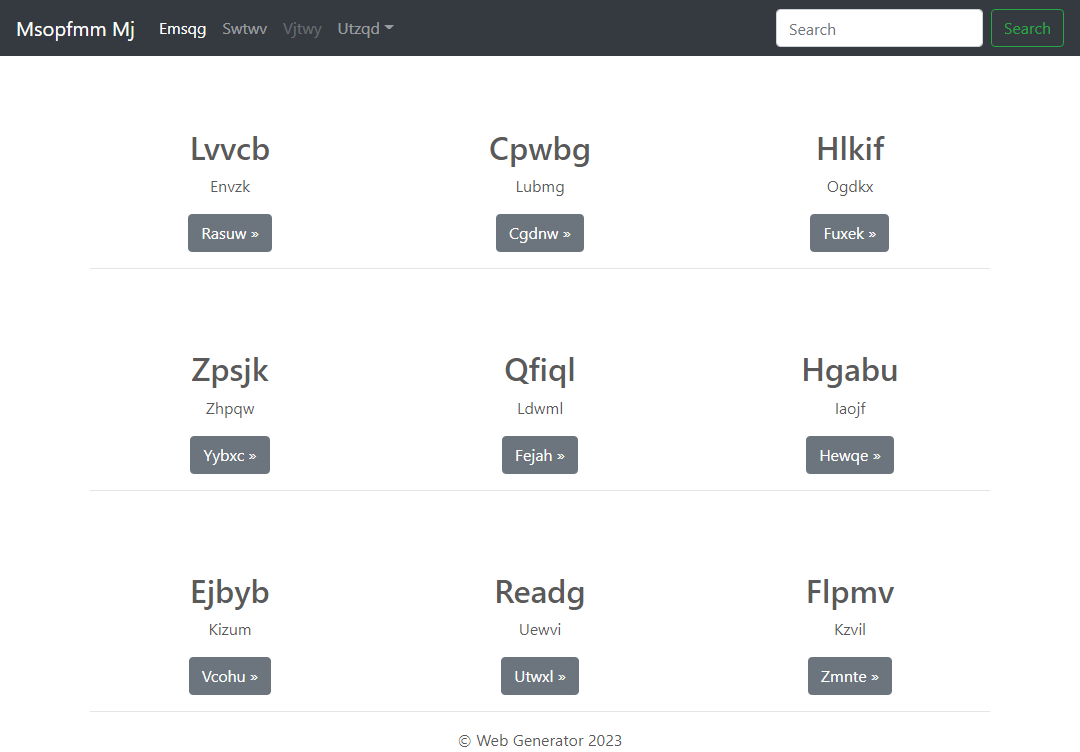 Msopfmm Mj Emsqg Swtwv Vjtwy Utzqd Search Search
Lvvcb Cpwbg Hlkif
Envzk Lubmg Ogdkx
Rasuw » Cgdnw » Fuxek »
Zpsjk Qfiql Hgabu
Zhpqw Ldwml Iaojf
Yybxc » Fejah » Hewqe »
Ejbyb Readg Flpmv
Kizum Uewvi Kzvil
Vcohu » Utwxl » Zmnte »
© Web Generator 2023